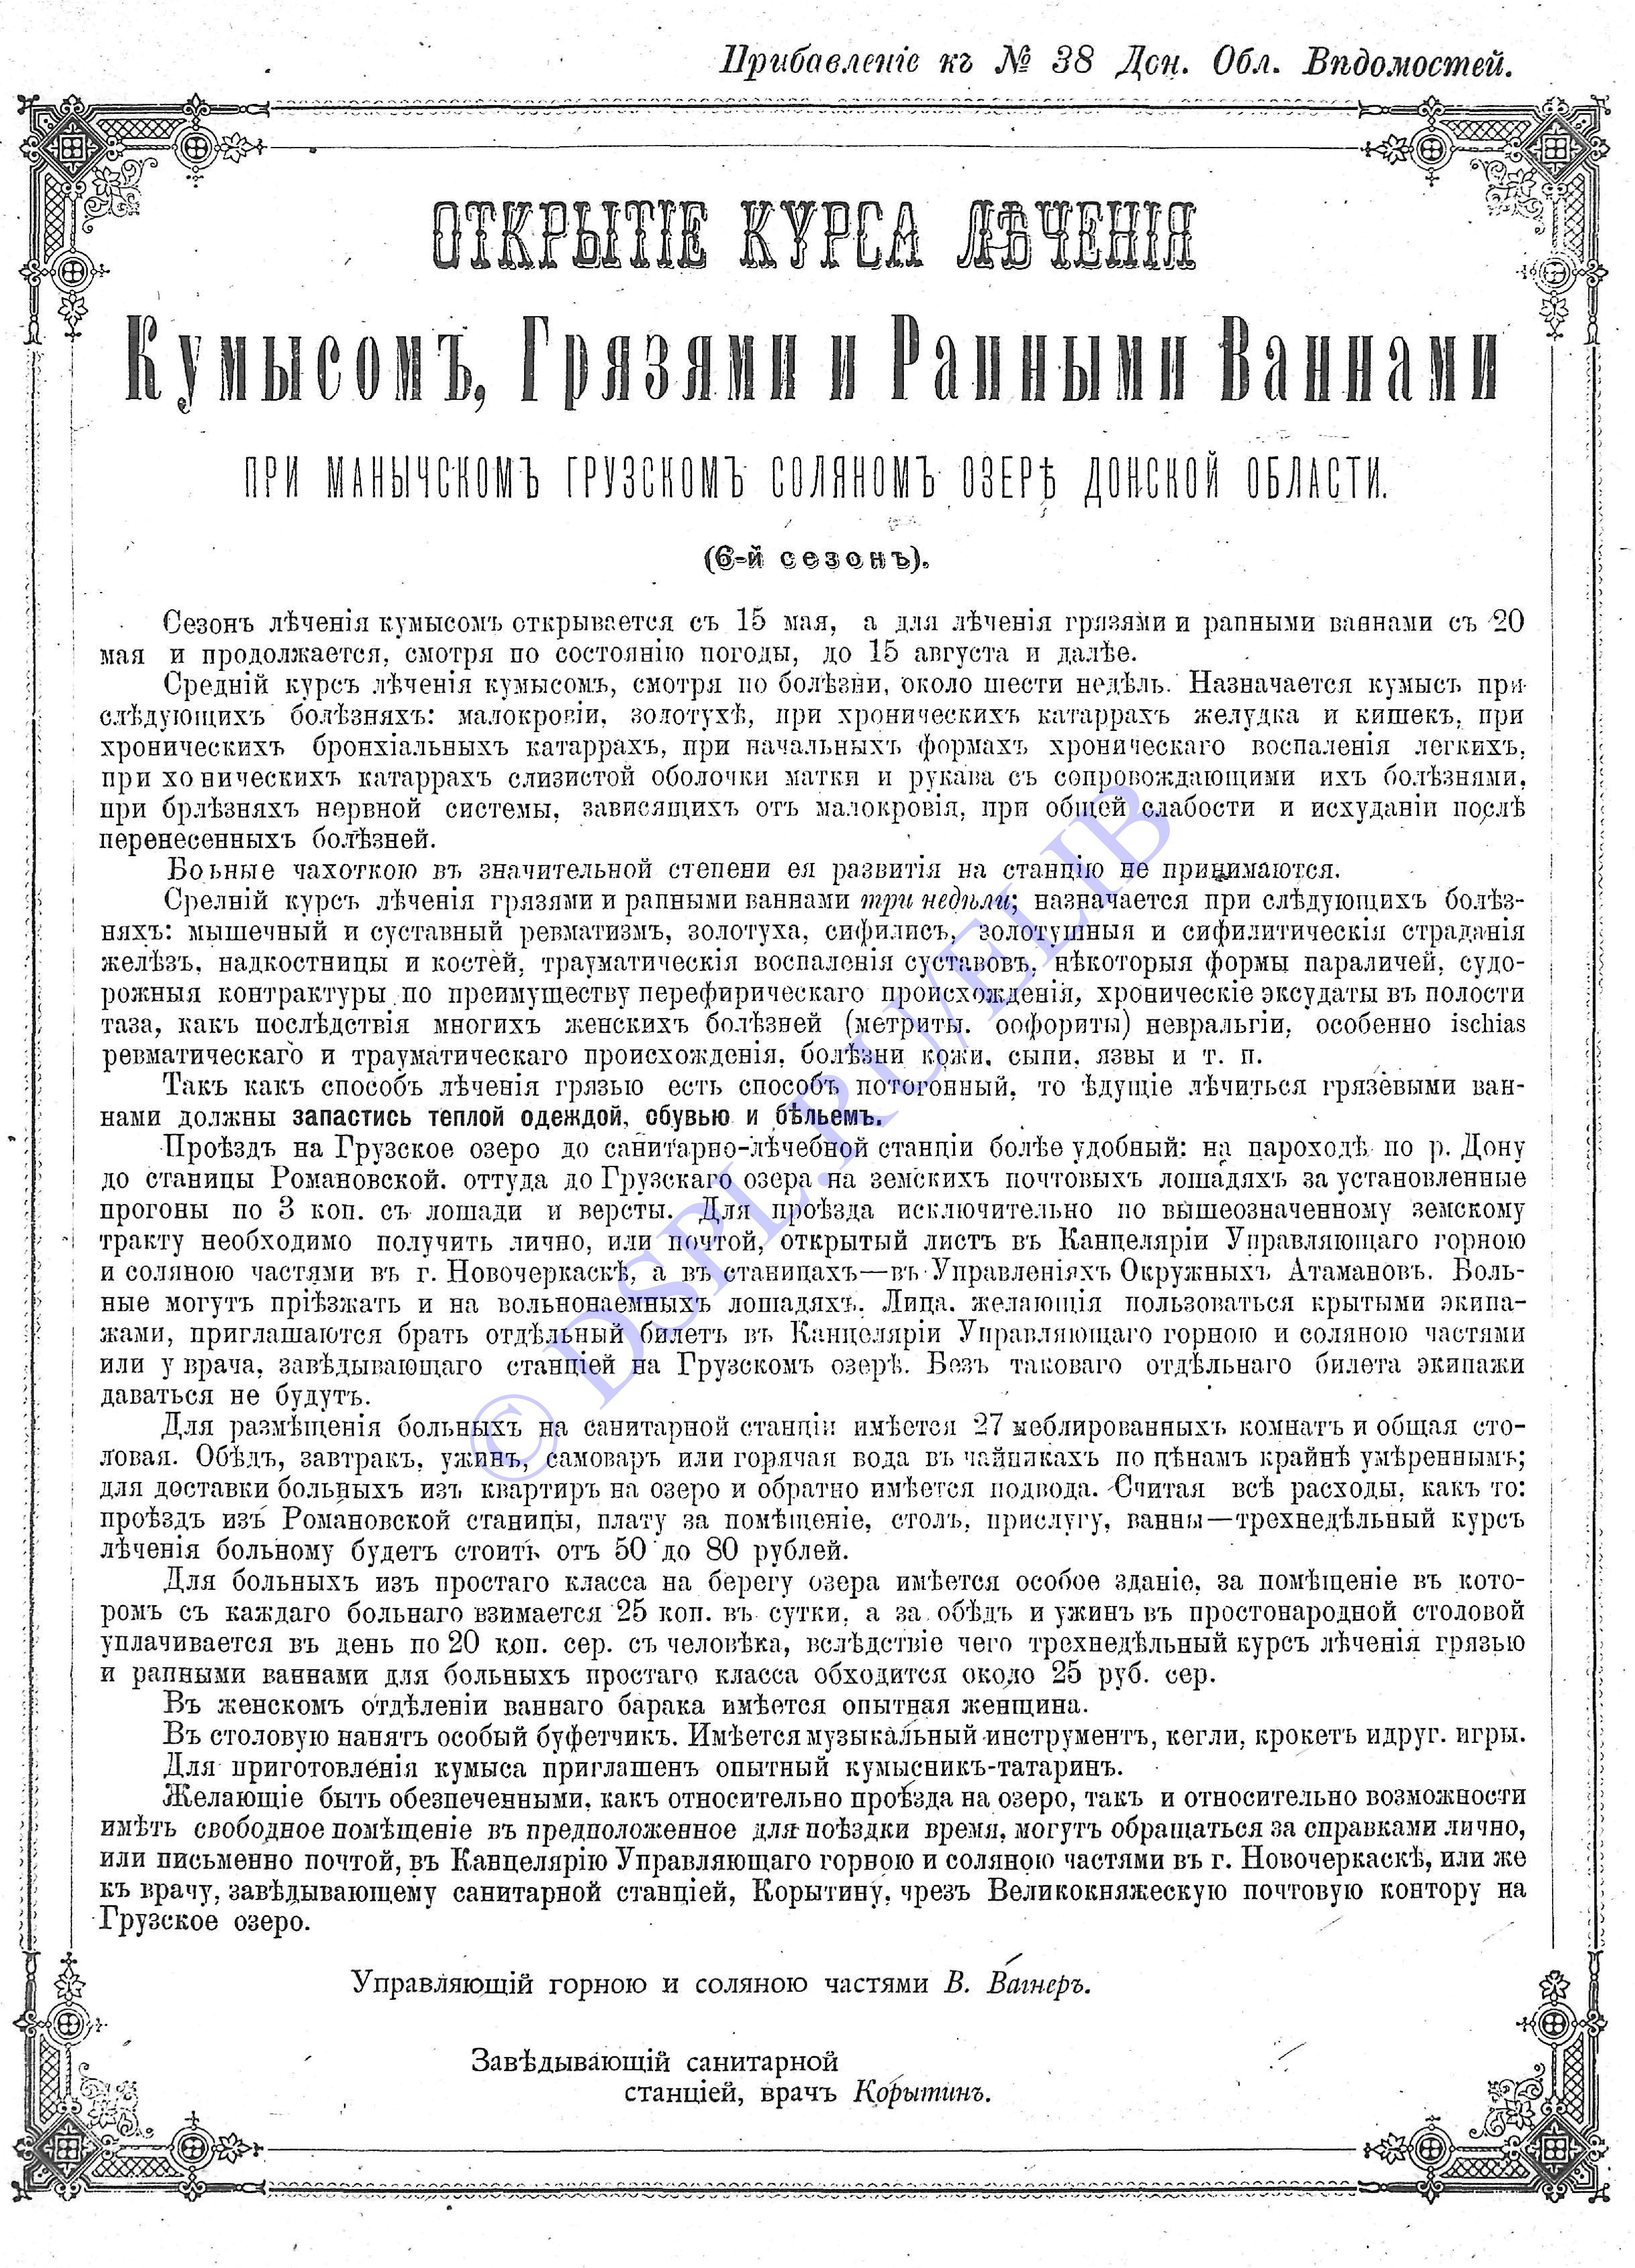 Прибавленіе къ № 38 Дон. Обл. Вѣдомостей.
ОТКРЫТІЕ КУРСА ЛѢЧЕНІЯ
Кумысомъ, Грязями и Рапными Ваннами
ПРИ МАНЫЧСКОМЪ ГРУЗСКОМЪ СОЛЯНОМЪ ОЗЕРѢ ДОНСКОЙ ОБЛАСТИ.
(6-й сезонъ).
Сезонъ лѣченія кумысомъ открывается съ 15 мая, а для лѣченія грязями и рапными ваннами съ 20
мая и продолжается, смотря по состоянію погоды, до 15 августа и далѣе.
Средній курсъ лѣченія кумысомъ, смотря по болѣзни, около шести недѣль. Назначается кумысъ при
слѣдующихъ болѣзняхъ: малокровіи, золотухѣ, при хроническихъ катаррахъ желудка и кишекъ, при
хроническихъ бронхіальныхъ катаррахъ, при начальныхъ формахъ хроническаго воспаленія легкихъ,
при хо ническихъ катаррахъ слизистой оболочки матки и рукава съ сопровождающими ихъ болѣзнями,
при брлѣзняхъ нервной системы, зависящихъ отъ малокровія, при общей слабости и исхуданіи послѣ
перенесенныхъ болѣзней.
Больные чахоткою въ значительной степени ея развитія на станцію не принимаются.
Средній курсъ лѣченія грязями и рапными ваннами три недѣли; назначается при слѣдующихъ болѣз-
няхъ: мышечный и суставный ревматизмъ, золотуха, сифилисъ, золотушныя и сифилитическія страданія
желѣзъ, надкостницы и костей, трауматическія воспаленія суставовъ, нѣкоторыя формы параличей, судо-
рожныя контрактуры по преимуществу перефирическаго происхожденія, хроническіе эксудаты въ полости
таза, какъ послѣдствія многихъ женскихъ болѣзней (метриты. оофориты) невральгіи, особенно ischias
ревматическаго и трауматическаго происхожденія, болѣзни кожи, сыпи, язвы и т. п.
Такъ какъ способъ лѣченія грязью есть способъ потогонный, то ѣдущіе лѣчиться грязевыми ван-
нами должны запастись теплой одеждой, обувью и бѣльемъ.
Проѣздъ на Грузское озеро до санитарно-лѣчебной станціи болѣе удобный: на пароходѣ по р. Дону
до станицы Романовской. оттуда до Грузскаго озера на земскихъ почтовыхъ лошадяхъ за установленные
прогоны по 3 коп. съ лошади и версты. Для проѣзда исключительно по вышеозначенному земскому
тракту необходимо получить лично, или почтой, открытый листъ въ Канцеляріи Управляющаго горною
и соляною частями въ г. Новочеркаскѣ, а въ станицахъ—въ Управленіяхъ Окружныхъ Атамановъ. Боль-
ные могутъ пріѣзжать и на вольнонаемныхъ лошадяхъ. Лица, желающія пользоваться крытыми экипа-
жами, приглашаются брать отдѣльный билетъ въ Канцеляріи Управляющаго горною и соляною частями
или у врача, завѣдывающаго станціей на Грузскомъ озерѣ. Безъ таковаго отдѣльнаго билета экипажи
даваться не будутъ.
Для размѣщенія больныхъ на санитарной станціи имѣется 27 меблированныхъ комнатъ и общая сто-
ловая. Обѣдъ, завтракъ, ужинъ, самоваръ или горячая вода въ чайникахъ по цѣнамъ крайнѣ умѣреннымъ;
для доставки больныхъ изъ квартиръ на озеро и обратно имѣется подвода. Считая всѣ расходы, какъ то:
проѣздъ изъ Романовской станицы, плату за помѣщеніе, столъ, прислугу, ванны—трехнедѣльный курсъ
лѣченія больному будетъ стоить отъ 50 до 80 рублей.
Для больныхъ изъ простаго класса на берегу озера имѣется особое зданіе, за помѣщеніе въ кото-
ромъ съ каждаго больнаго взимается 25 коп. въ сутки, а за обѣдъ и ужинъ въ простонародной столовой
уплачивается въ день по 20 коп. сер. съ человѣка, вслѣдствіе чего трехнедѣльный курсъ лѣченія грязью
и рапными ваннами для больныхъ простаго класса обходится около 25 руб. сер.
Въ женскомъ отдѣленіи ваннаго барака имѣется опытная женщина.
Въ столовую нанятъ особый буфетчикъ. Имѣется музыкальный инструментъ, кегли, крокетъ и друг. игры.
Для приготовленія кумыса приглашенъ опытный кумысникъ-татаринъ.
Желающіе быть обезпеченными, какъ относительно проѣзда на озеро, такъ и относительно возможности
имѣть свободное помѣщеніе въ предположенное для поѣздки время, могутъ обращаться за справками лично,
или письменно почтой, въ Канцелярію Управляющаго горною и соляною частями въ г. Новочеркаскѣ, или же
къ врачу, завѣдывающему санитарной станціей, Корытину, чрезъ Великокняжескую почтовую контору на
Грузское озеро.
Управляющій горною и соляною частями В. Вагнеръ.
Завѣдывающій санитарной
станціей, врачъ Корытинъ.
© DSPL.RU/ELIB